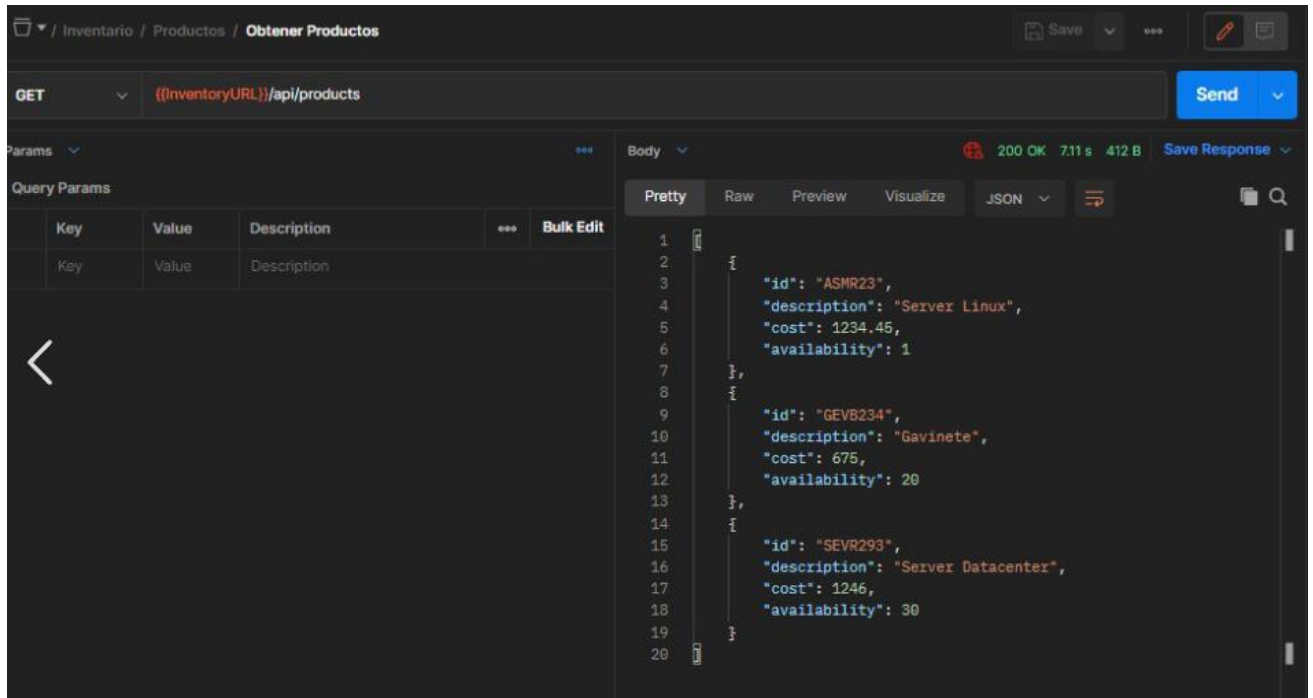 / Inventario / Productos / Obtener Productos
Save
GET {{InventoryURL}}/api/products Send
Params
Query Params
Key Value Description Bulk Edit
Key Value Description
Body 200 OK 7.11 s 412 B Save Response
Pretty Raw Preview Visualize JSON
1 [
2 {
3 "id": "ASMR23",
4 "description": "Server Linux",
5 "cost": 1234.45,
6 "availability": 1
7 },
8 {
9 "id": "GEVB234",
10 "description": "Gavinete",
11 "cost": 675,
12 "availability": 20
13 },
14 {
15 "id": "SEVR293",
16 "description": "Server Datacenter",
17 "cost": 1246,
18 "availability": 30
19 }
20 ]